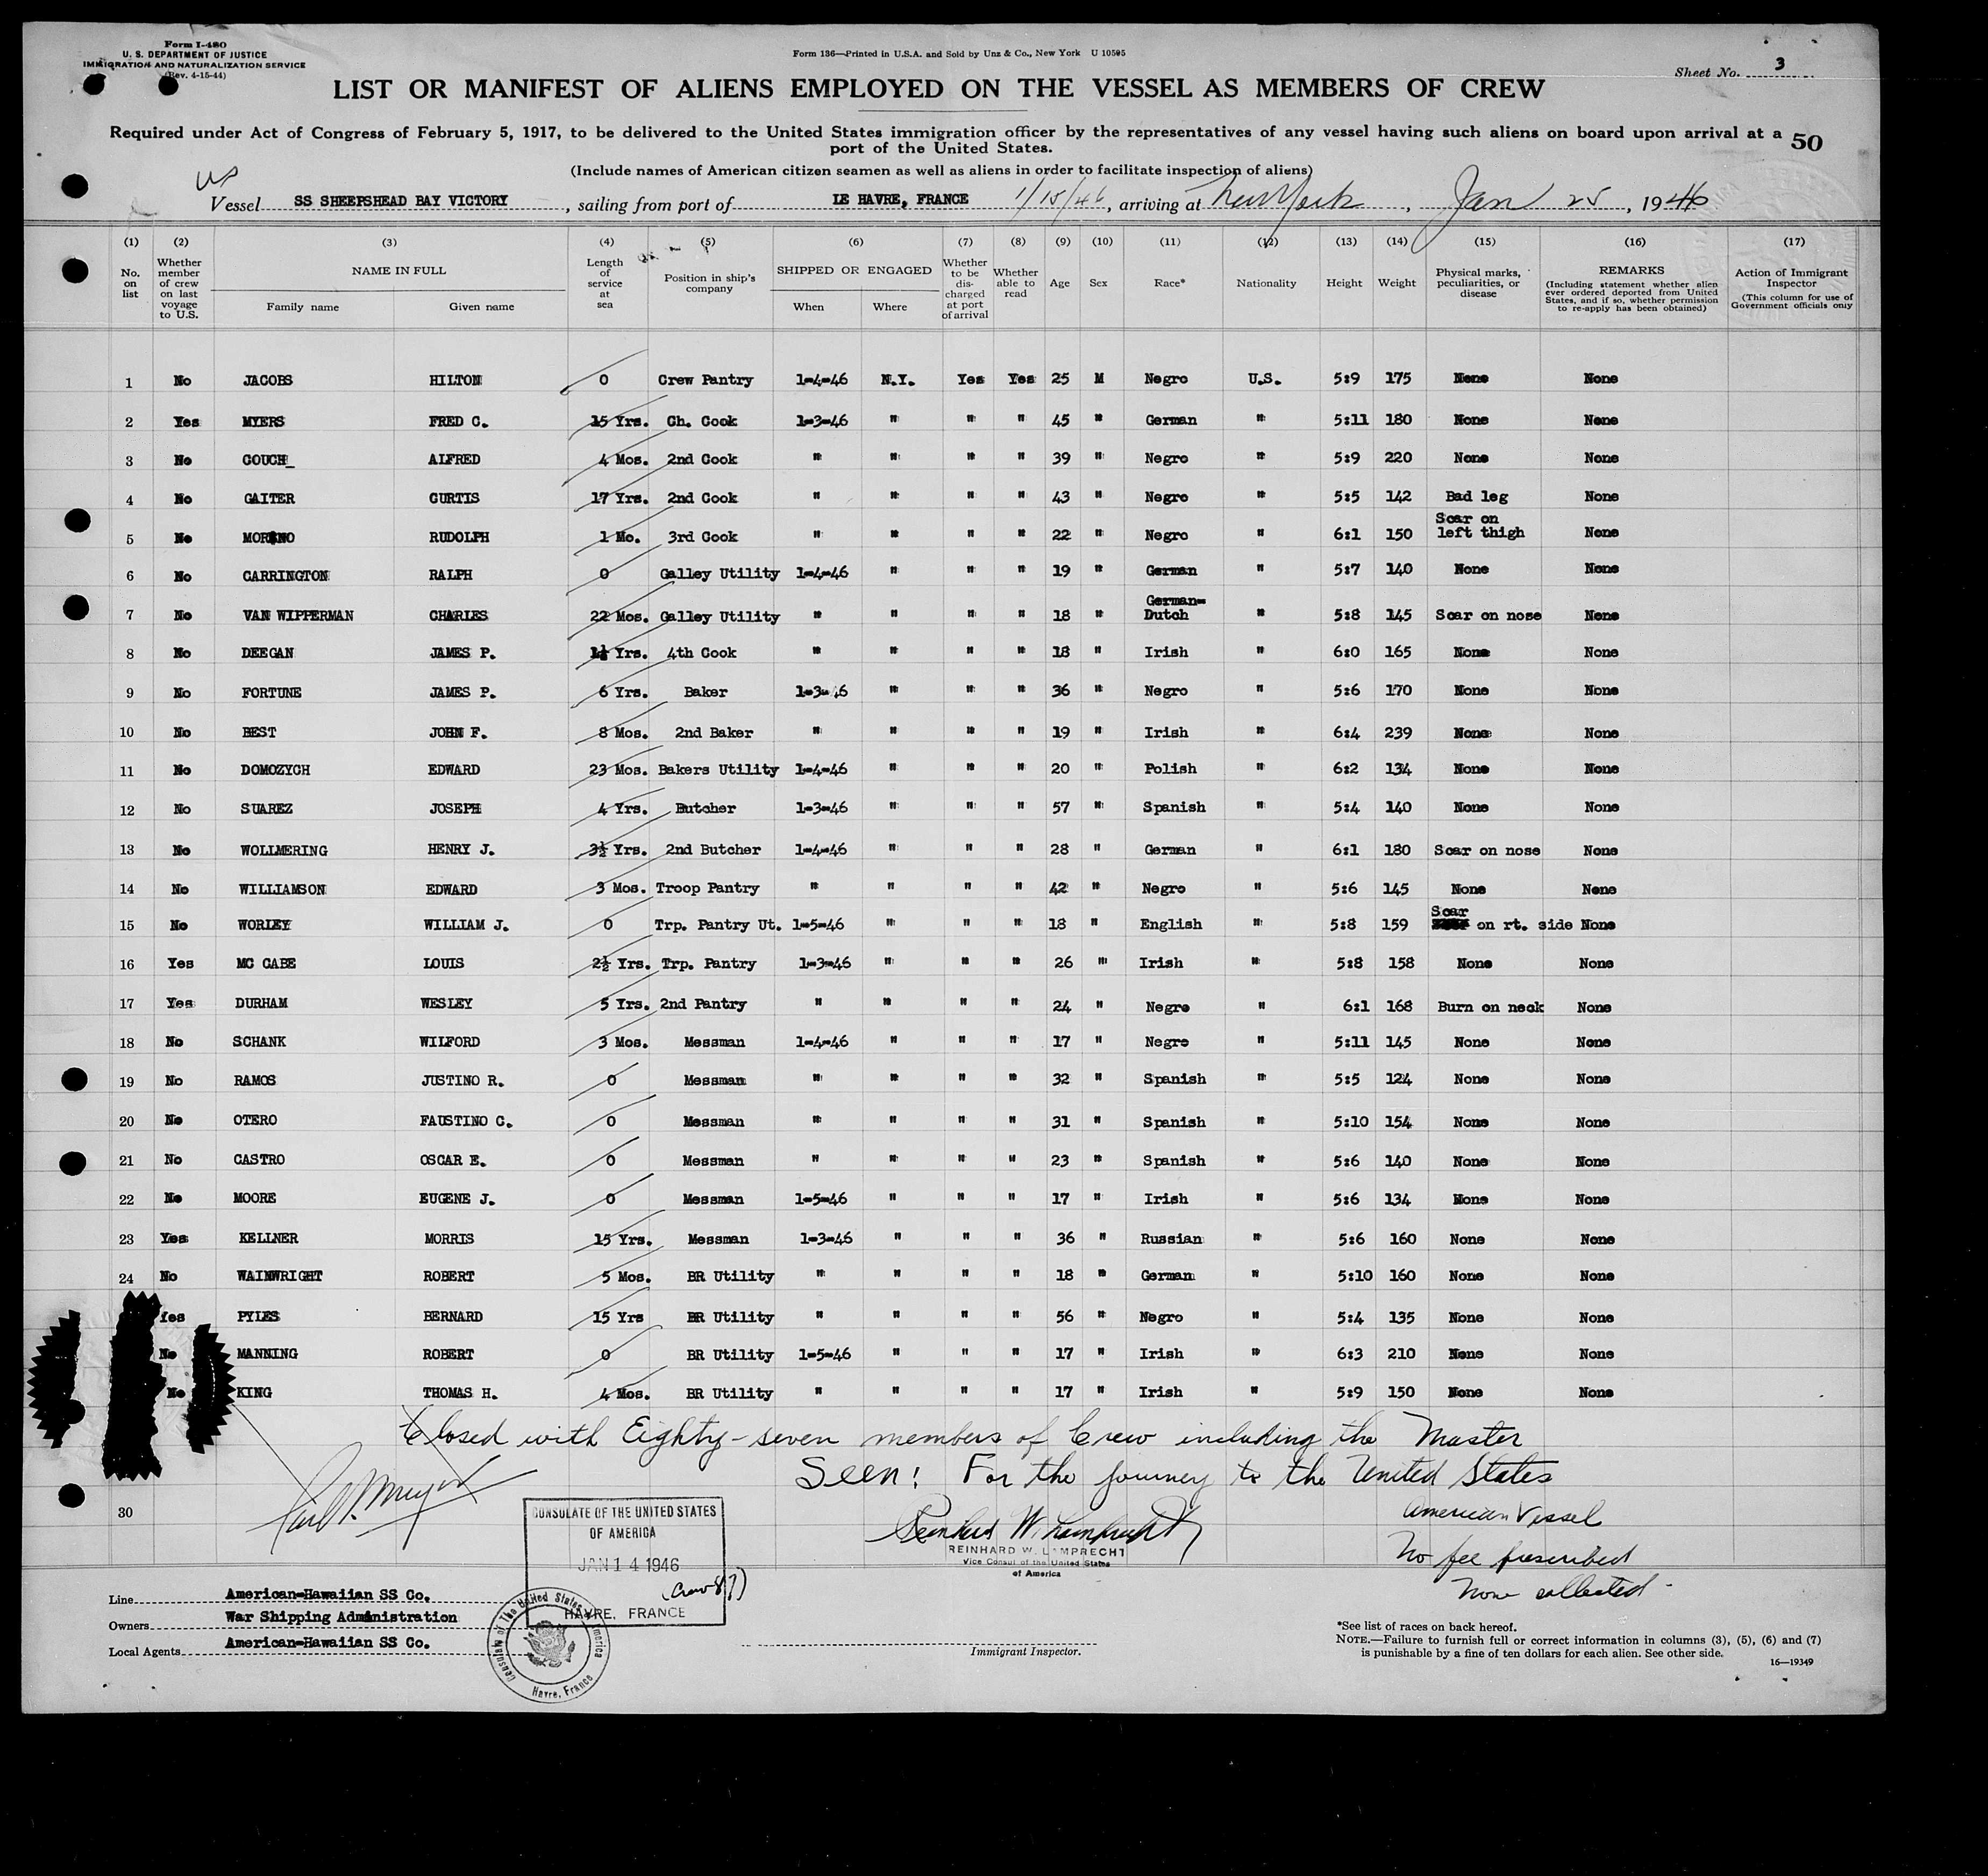 Form I-480
U. S. DEPARTMENT OF JUSTICE
IMMIGRATION AND NATURALIZATION SERVICE
(Rev. 4-15-44)
Form 136—Printed in U.S.A. and Sold by Unz & Co., New York U 10595
Sheet No. 3
LIST OR MANIFEST OF ALIENS EMPLOYED ON THE VESSEL AS MEMBERS OF CREW
Required under Act of Congress of February 5, 1917, to be delivered to the United States immigration officer by the representatives of any vessel having such aliens on board upon arrival at a
port of the United States.
50
(Include names of American citizen seamen as well as aliens in order to facilitate inspection of aliens)
US
Vessel SS SHEEPSHEAD BAY VICTORY, sailing from port of LE HAVRE, FRANCE 1/15/46, arriving at New York, Jan 25, 1946
(1) (2) (3) (4) (5) (6) (7) (8) (9) (10) (11) (12) (13) (14) (15) (16) (17)
No. on list
Whether member of crew on last voyage to U.S.
NAME IN FULL
Family name Given name
Length of service at sea
Position in ship's company
SHIPPED OR ENGAGED
When Where
Whether to be discharged at port of arrival
Whether able to read
Age
Sex
Race*
Nationality
Height
Weight
Physical marks, peculiarities, or disease
REMARKS
(Including statement whether alien ever ordered deported from United States, and if so, whether permission to re-apply has been obtained)
Action of Immigrant Inspector
(This column for use of Government officials only
1 No JACOBS HILTON 0 Crew Pantry 1-4-46 N.Y. Yes Yes 25 M Negro U.S. 5:9 175 None None
2 Yes MYERS FRED C. 15 Yrs. Ch. Cook 1-3-46 " " " 45 " German " 5:11 180 None None
3 No GOUCH_ ALFRED 4 Mos. 2nd Cook " " " " 39 " Negro " 5:9 220 None None
4 No GAITER CURTIS 17 Yrs. 2nd Cook " " " " 43 " Negro " 5:5 142 Bad leg None
5 No MORENO RUDOLPH 1 Mo. 3rd Cook " " " " 22 " Negro " 6:1 150 Scar on left thigh None
6 No CARRINGTON RALPH 0 Galley Utility 1-4-46 " " " 19 " German " 5:7 140 None None
7 No VAN WIPPERMAN CHARLES 22 Mos. Galley Utility " " " " 18 " German-Dutch " 5:8 145 Scar on nose None
8 No DEEGAN JAMES P. 1½ Yrs. 4th Cook " " " " 18 " Irish " 6:0 165 None None
9 No FORTUNE JAMES P. 6 Yrs. Baker 1-3-46 " " " 36 " Negro " 5:6 170 None None
10 No BEST JOHN F. 8 Mos. 2nd Baker " " " " 19 " Irish " 6:4 239 None None
11 No DOMOZYCH EDWARD 23 Mos. Bakers Utility 1-4-46 " " " 20 " Polish " 6:2 134 None None
12 No SUAREZ JOSEPH 4 Yrs. Butcher 1-3-46 " " " 57 " Spanish " 5:4 140 None None
13 No WOLLMERING HENRY J. 3½ Yrs. 2nd Butcher 1-4-46 " " " 28 " German " 6:1 180 Scar on nose None
14 No WILLIAMSON EDWARD 3 Mos. Troop Pantry " " " " 42 " Negro " 5:6 145 None None
15 No WORLEY WILLIAM J. 0 Trp. Pantry Ut. 1-5-46 " " " 18 " English " 5:8 159 Scar on rt. side None
16 Yes MC CABE LOUIS 2½ Yrs. Trp. Pantry 1-3-46 " " " 26 " Irish " 5:8 158 None None
17 Yes DURHAM WESLEY 5 Yrs. 2nd Pantry " " " " 24 " Negro " 6:1 168 Burn on neck None
18 No SCHANK WILFORD 3 Mos. Messman 1-4-46 " " " 17 " Negro " 5:11 145 None None
19 No RAMOS JUSTINO R. 0 Messman " " " " 32 " Spanish " 5:5 124 None None
20 No OTERO FAUSTINO C. 0 Messman " " " " 31 " Spanish " 5:10 154 None None
21 No CASTRO OSCAR E. 0 Messman " " " " 23 " Spanish " 5:6 140 None None
22 No MOORE EUGENE J. 0 Messman 1-5-46 " " " 17 " Irish " 5:6 134 None None
23 Yes KELLNER MORRIS 15 Yrs. Messman 1-3-46 " " " 36 " Russian " 5:6 160 None None
24 No WAINWRIGHT ROBERT 5 Mos. BR Utility " " " " 18 " German " 5:10 160 None None
Yes PYLES BERNARD 15 Yrs BR Utility " " " " 56 " Negro " 5:4 135 None None
No MANNING ROBERT 0 BR Utility 1-5-46 " " " 17 " Irish " 6:3 210 None None
No KING THOMAS H. 4 Mos. BR Utility " " " " 17 " Irish " 5:9 150 None None
Closed with Eighty-seven members of Crew including the Master
Seen! For the journey to the United States
30
American Vessel
No fee prescribed
None collected
Reinhard W. Lamprecht
REINHARD W. LAMPRECHT
Vice Consul of the United States
of America
CONSULATE OF THE UNITED STATES
OF AMERICA
JAN 14 1946
(Crew 87)
HAVRE, FRANCE
Consulate of The United States America
Havre, France
Line American-Hawaiian SS Co.
Owners War Shipping Administration
Local Agents American-Hawaiian SS Co.
Immigrant Inspector.
*See list of races on back hereof.
NOTE.—Failure to furnish full or correct information in columns (3), (5), (6) and (7)
is punishable by a fine of ten dollars for each alien. See other side.
16—19349